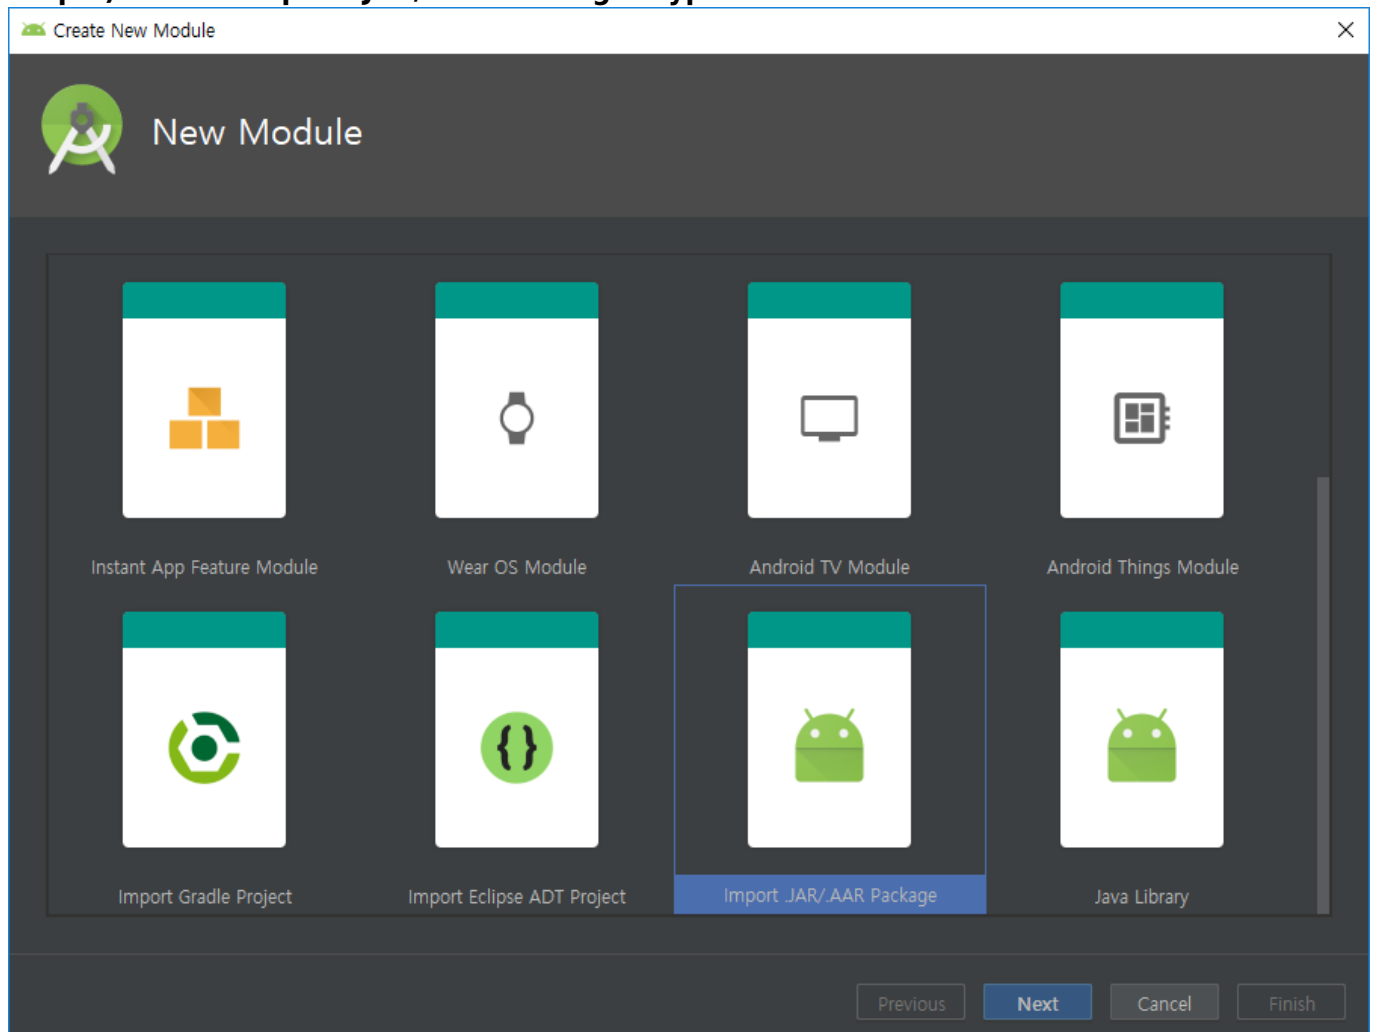 Create New Module
New Module
Instant App Feature Module
Wear OS Module
Android TV Module
Android Things Module
{}
Import Gradle Project
Import Eclipse ADT Project
Import .JAR/.AAR Package
Java Library
Previous
Next
Cancel
Finish